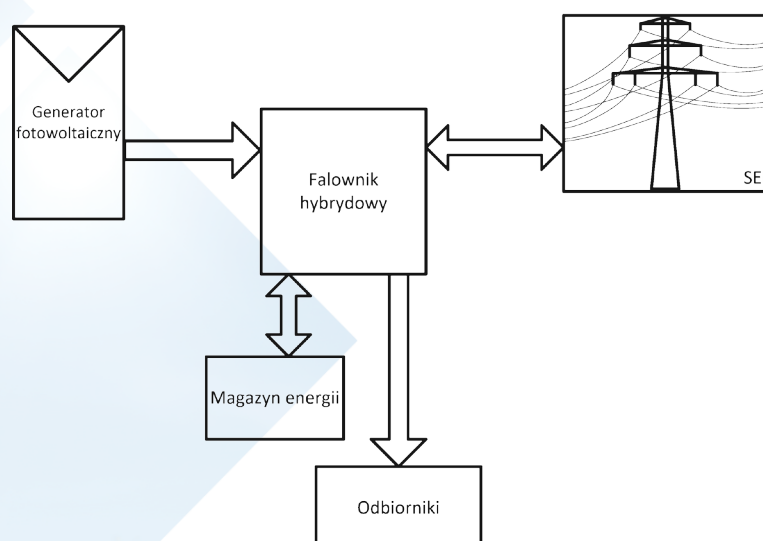 Generator
fotowoltaiczny
Falownik
hybrydowy
SE
Magazyn energii
Odbiorniki